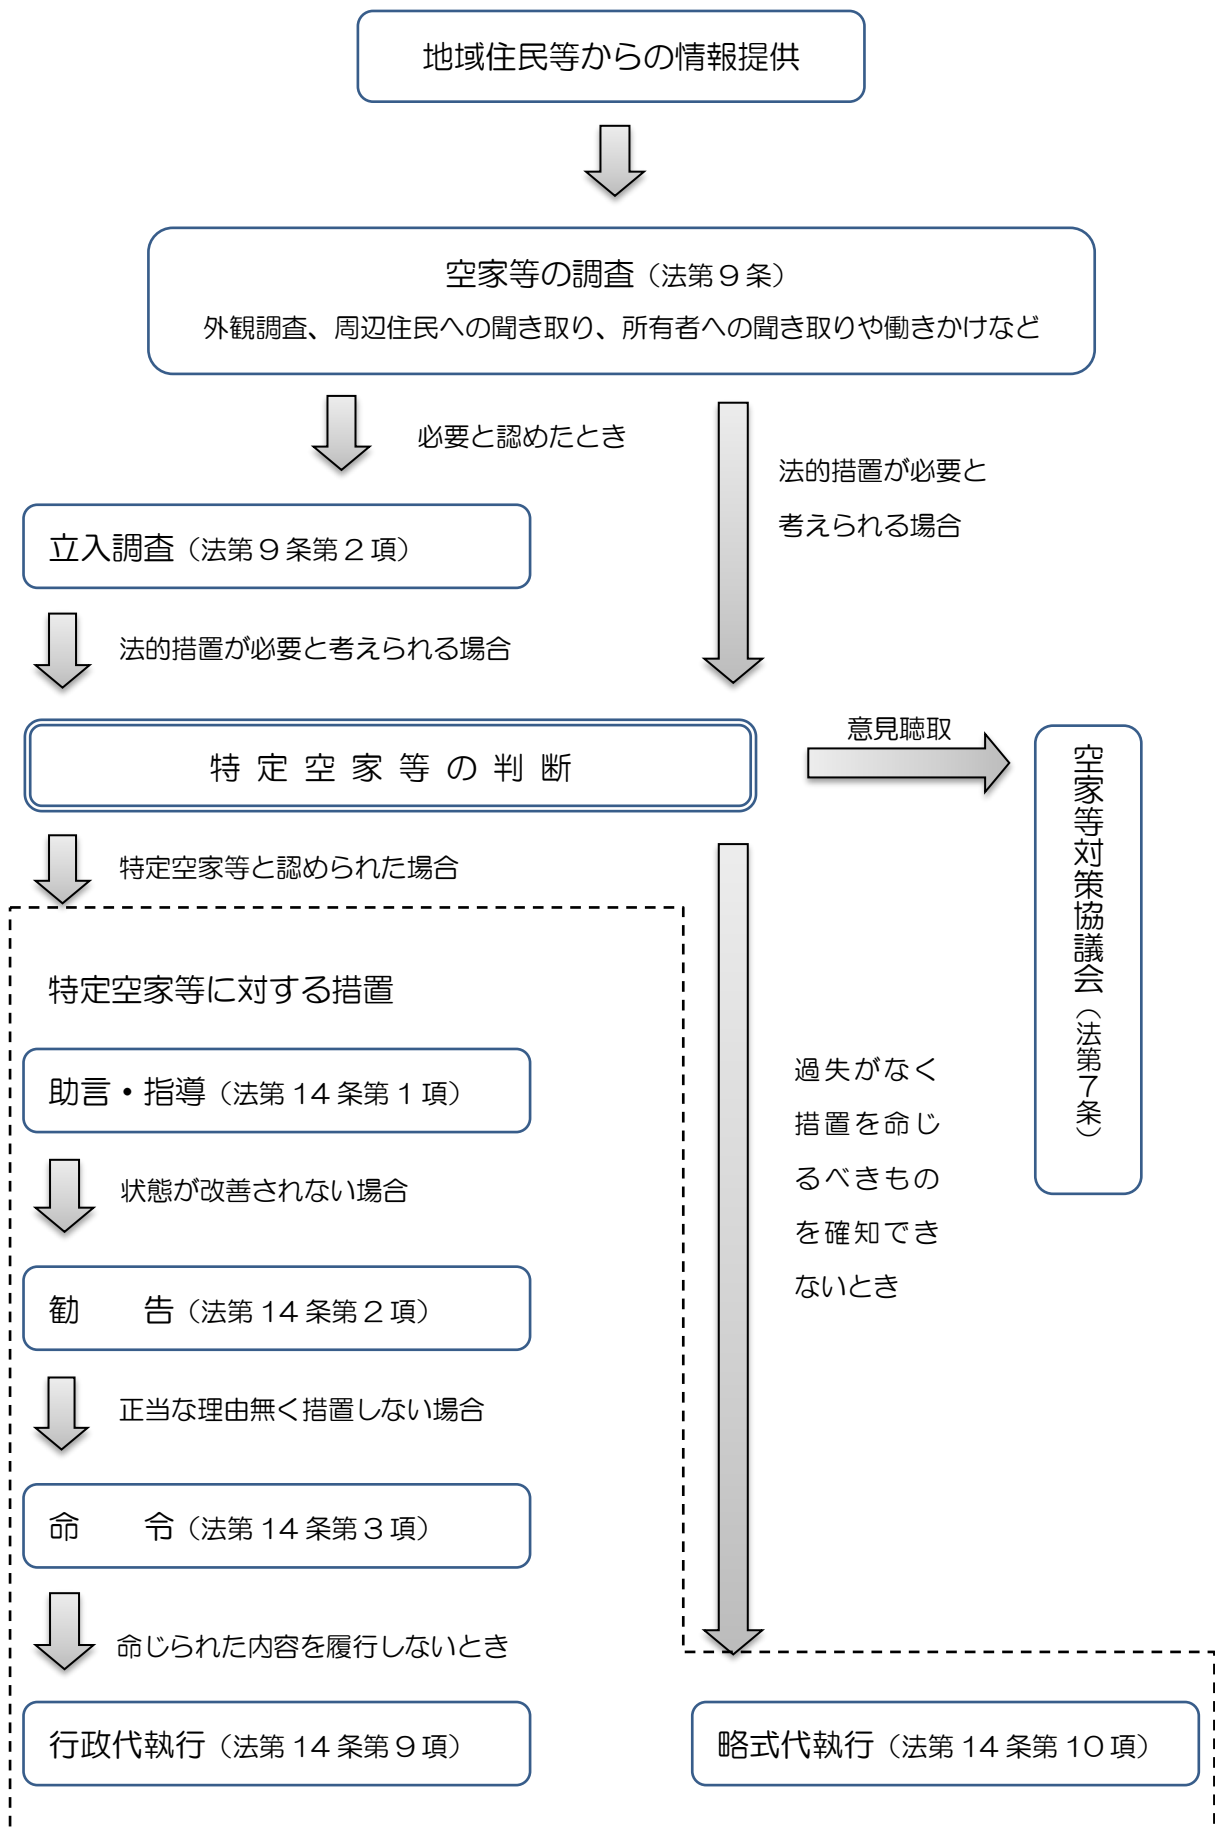 地域住民等からの情報提供
空家等の調査（法第９条）
外観調査、周辺住民への聞き取り、所有者への聞き取りや働きかけなど
必要と認めたとき
法的措置が必要と
考えられる場合
立入調査（法第９条第２項）
法的措置が必要と考えられる場合
特定空家等の判断
意見聴取
空家等対策協議会（法第７条）
特定空家等と認められた場合
特定空家等に対する措置
助言・指導（法第 14 条第１項）
過失がなく
措置を命じ
るべきもの
を確知でき
ないとき
状態が改善されない場合
勧　　告（法第 14 条第２項）
正当な理由無く措置しない場合
命　　令（法第 14 条第３項）
命じられた内容を履行しないとき
行政代執行（法第 14 条第９項）
略式代執行（法第 14 条第 10 項）